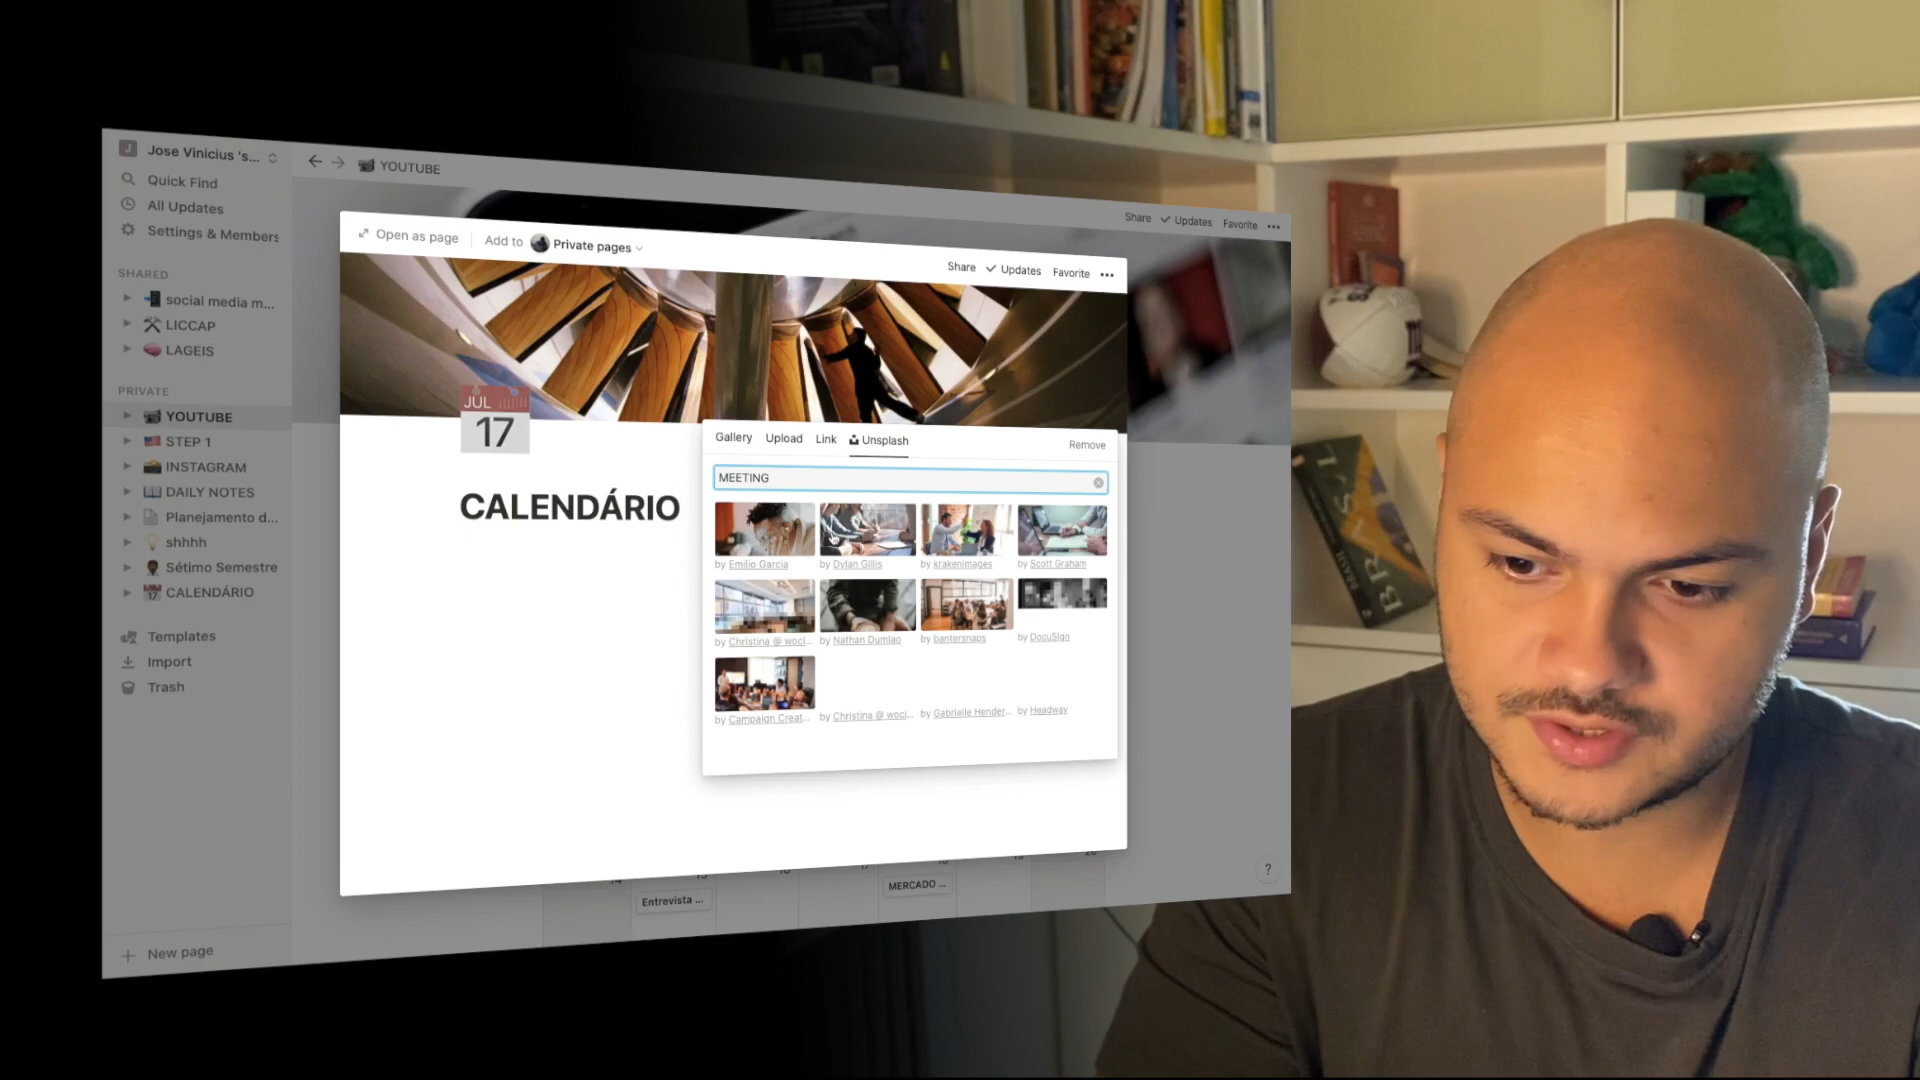 J Jose Vinicius 's...
Quick Find
All Updates
Settings & Members
SHARED
social media m...
LICCAP
LAGEIS
PRIVATE
YOUTUBE
STEP 1
INSTAGRAM
DAILY NOTES
Planejamento d...
shhhh
Sétimo Semestre
CALENDÁRIO
Templates
Import
Trash
New page
YOUTUBE
Share Updates Favorite
Open as page Add to Private pages
Share Updates Favorite
JUL
17
CALENDÁRIO
Gallery Upload Link Unsplash Remove
MEETING
by Emilio Garcia by Dylan Gillis by krakenimages by Scott Graham
by Christina @ woci... by Nathan Dumlao by bantersnaps by DocuSign
by Campaign Creat... by Christina @ woci... by Gabrielle Hender... by Headway
Entrevista ...
MERCADO ...
?
BRASIL